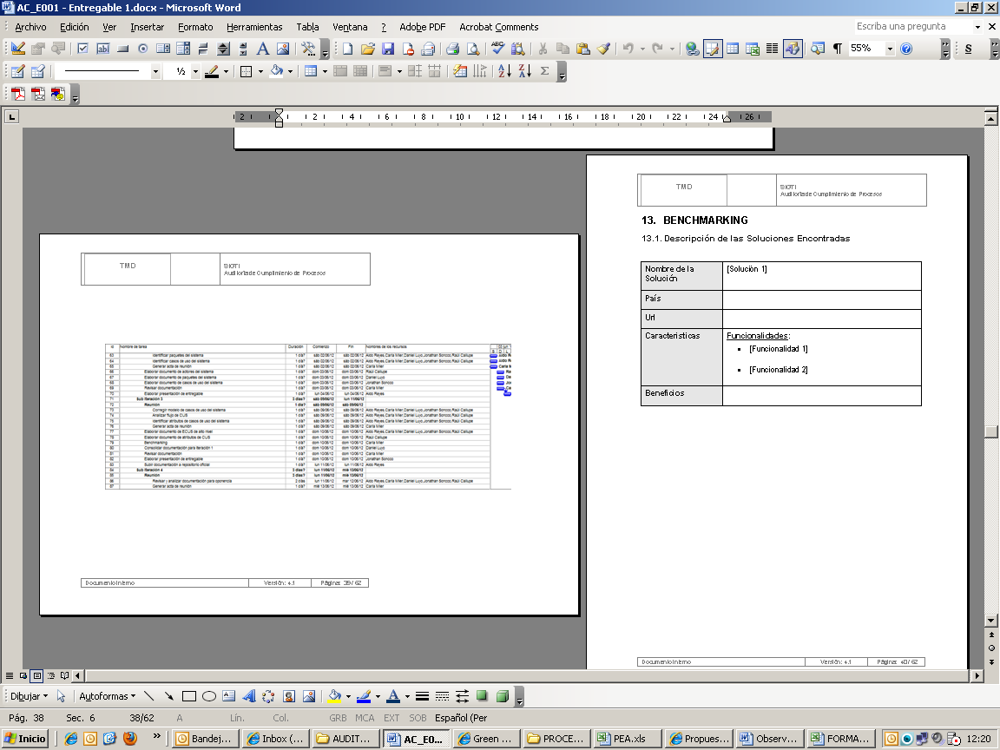 AC_E001 - Entregable 1.docx - Microsoft Word
Archivo Edición Ver Insertar Formato Herramientas Tabla Ventana ? Adobe PDF Acrobat Comments
Escriba una pregunta
55%
S
½
2 2 4 6 8 10 12 14 16 18 20 22 24 26
TMD
SIGTI
Auditoría de Cumplimiento de Procesos
Id Nombre de tarea Duración Comienzo Fin Nombres de los recursos
63 Identificar paquetes del sistema 1 día? sáb 02/06/12 sáb 02/06/12 Aldo Reyes,Carla Mier,Daniel Luyo,Jonathan Soncco,Raúl Callupe
64 Identificar casos de uso del sistema 1 día? sáb 02/06/12 sáb 02/06/12 Aldo Reyes,Carla Mier,Daniel Luyo,Jonathan Soncco,Raúl Callupe
65 Generar acta de reunión 1 día? sáb 02/06/12 sáb 02/06/12 Carla Mier
66 Elaborar documento de actores del sistema 1 día? dom 03/06/12 dom 03/06/12 Raúl Callupe
67 Elaborar documento de paquetes del sistema 1 día? dom 03/06/12 dom 03/06/12 Daniel Luyo
68 Elaborar documento de casos de uso del sistema 1 día? dom 03/06/12 dom 03/06/12 Jonathan Soncco
69 Revisar documentación 1 día? dom 03/06/12 dom 03/06/12 Carla Mier
70 Elaborar presentación de entregable 1 día? lun 04/06/12 lun 04/06/12 Aldo Reyes
71 Sub Iteración 3 3 días? sáb 09/06/12 lun 11/06/12
72 Reunión 1 día? sáb 09/06/12 sáb 09/06/12
73 Corregir modelo de casos de uso del sistema 1 día? sáb 09/06/12 sáb 09/06/12 Aldo Reyes,Carla Mier,Daniel Luyo,Jonathan Soncco,Raúl Callupe
74 Analizar flujo de CUS 1 día? sáb 09/06/12 sáb 09/06/12 Aldo Reyes,Carla Mier,Daniel Luyo,Jonathan Soncco,Raúl Callupe
75 Identificar atributos de casos de uso del sistema 1 día? sáb 09/06/12 sáb 09/06/12 Aldo Reyes,Carla Mier,Daniel Luyo,Jonathan Soncco,Raúl Callupe
76 Generar acta de reunión 1 día? sáb 09/06/12 sáb 09/06/12 Carla Mier
77 Elaborar documento de ECUS de alto nivel 1 día? dom 10/06/12 dom 10/06/12 Aldo Reyes,Carla Mier,Daniel Luyo,Jonathan Soncco,Raúl Callupe
78 Elaborar documento de atributos de CUS 1 día? dom 10/06/12 dom 10/06/12 Raúl Callupe
79 Benchmarking 1 día? dom 10/06/12 dom 10/06/12 Carla Mier
80 Consolidar documentación para iteración 1 1 día? dom 10/06/12 dom 10/06/12 Daniel Luyo
81 Revisar documentación 1 día? dom 10/06/12 dom 10/06/12 Carla Mier
82 Elaborar presentación de entregable 1 día? dom 10/06/12 dom 10/06/12 Jonathan Soncco
83 Subir documentación a repositorio oficial 1 día? lun 11/06/12 lun 11/06/12 Aldo Reyes
84 Sub Iteración 4 3 días? lun 11/06/12 mié 13/06/12
85 Reunión 3 días? lun 11/06/12 mié 13/06/12
86 Revisar y analizar documentación para ponencia 2 días lun 11/06/12 mar 12/06/12 Aldo Reyes,Carla Mier,Daniel Luyo,Jonathan Soncco,Raúl Callupe
87 Generar acta de reunión 1 día? mié 13/06/12 mié 13/06/12 Carla Mier
Documento Interno Versión: 4.1 Página: 39/62
TMD
SIGTI
Auditoría de Cumplimiento de Procesos
13. BENCHMARKING
13.1. Descripción de las Soluciones Encontradas
Nombre de la Solución [Solución 1]
País
Url
Características Funcionalidades:
• [Funcionalidad 1]
• [Funcionalidad 2]
Beneficios
Documento Interno Versión: 4.1 Página: 40/62
Dibujar Autoformas
Pág. 38 Sec. 6 38/62 A Lín. Col. GRB MCA EXT SOB Español (Per
Inicio » Bandej... Inbox (... AUDIT... AC_E0... Green ... PROCE... PEA.xls Propues... Observ... FORMA... 12:20